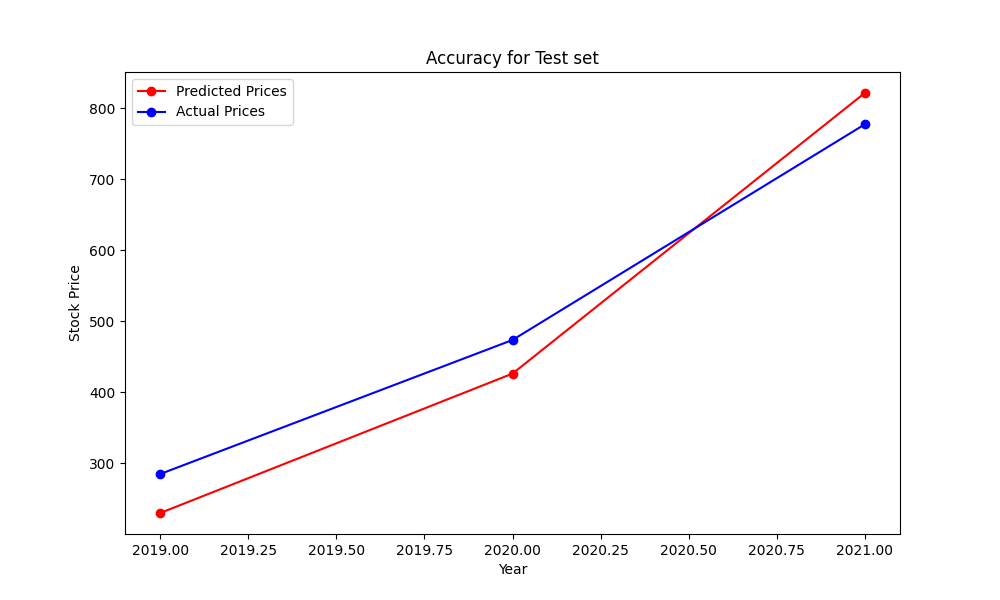 Accuracy for Test set
Predicted Prices
Actual Prices
800
700
600
500
400
300
Stock Price
2019.00 2019.25 2019.50 2019.75 2020.00 2020.25 2020.50 2020.75 2021.00
Year